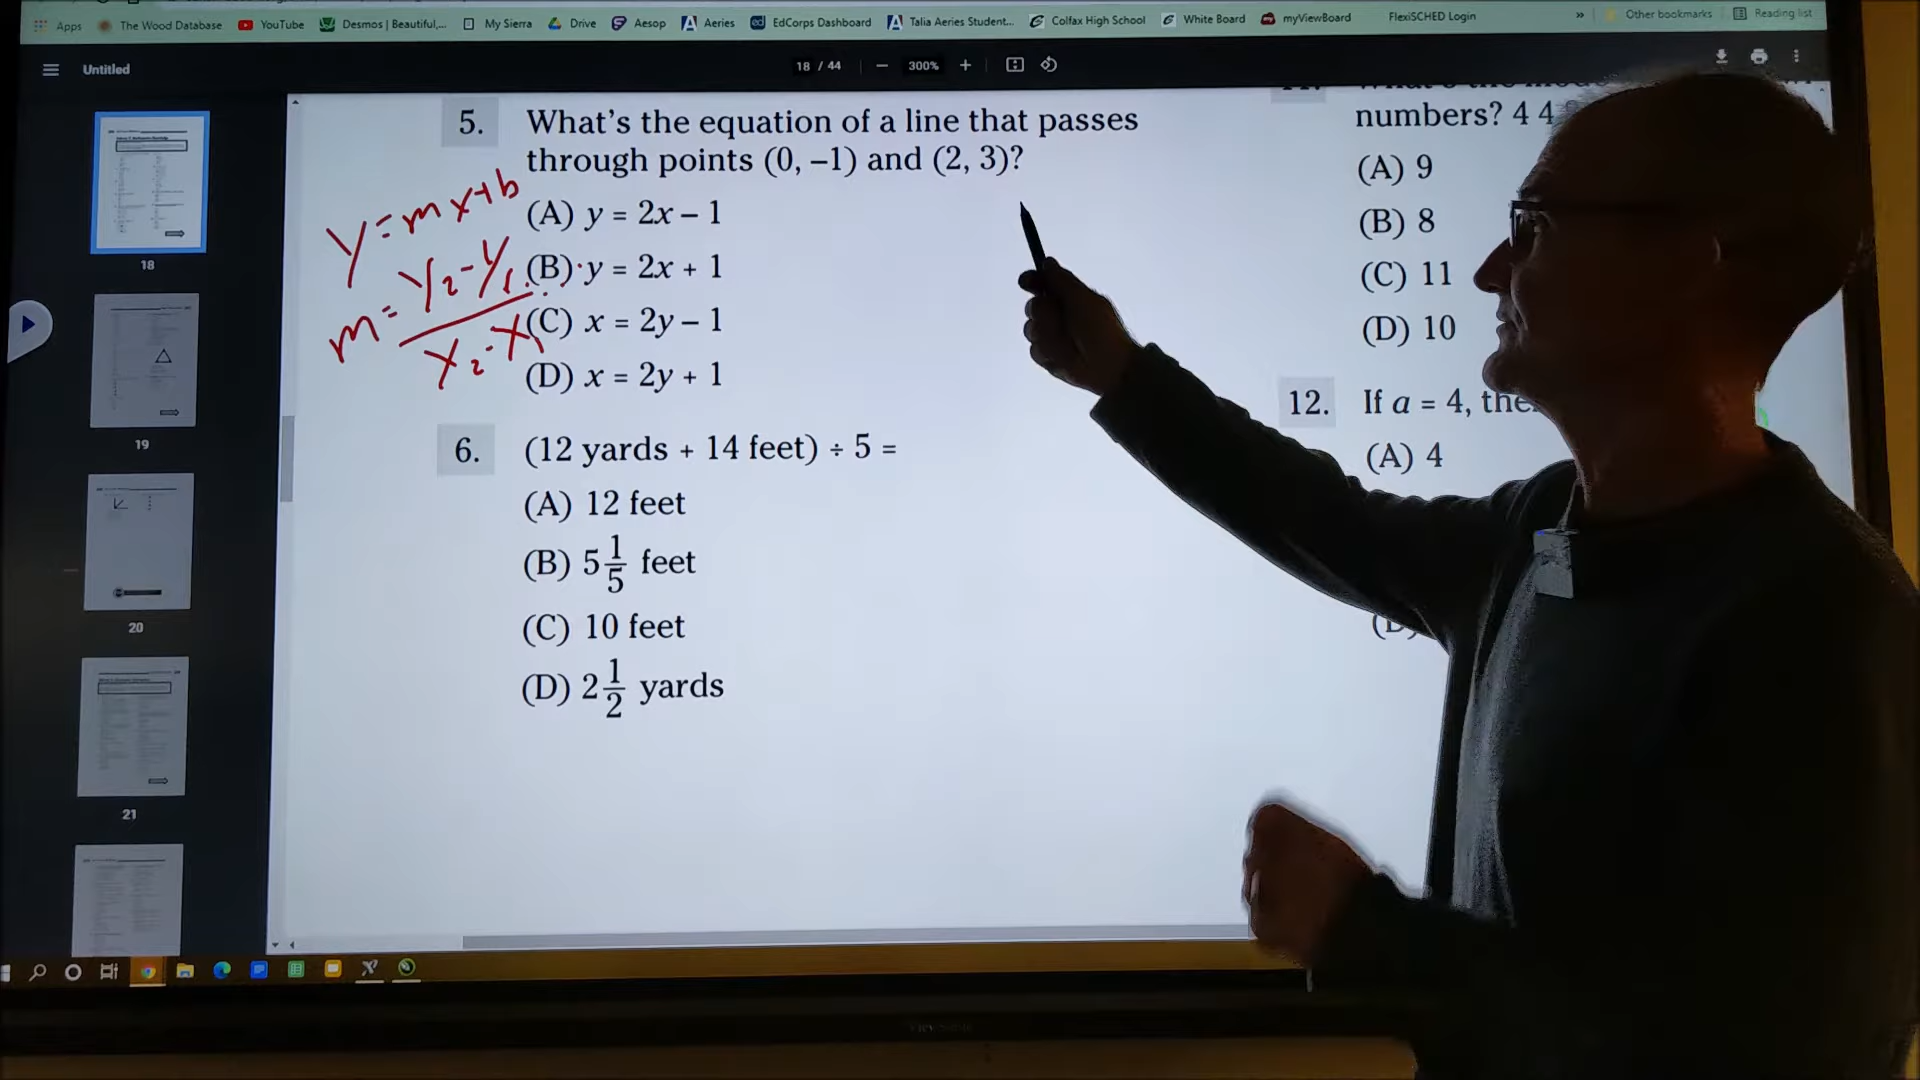 Apps The Wood Database YouTube Desmos | Beautiful,... My Sierra Drive Aesop Aeries EdCorps Dashboard Talia Aeries Student... Colfax High School White Board myViewBoard FlexiSCHED Login » Other bookmarks Reading list
Untitled 18 / 44 − 300% +
5. What's the equation of a line that passes
through points (0, –1) and (2, 3)?
(A) y = 2x – 1
(B) y = 2x + 1
(C) x = 2y – 1
(D) x = 2y + 1
y = mx+b
m = y₂-y₁
x₂-x₁
6. (12 yards + 14 feet) ÷ 5 =
(A) 12 feet
(B) 5 1/5 feet
(C) 10 feet
(D) 2 1/2 yards
numbers? 4 4
(A) 9
(B) 8
(C) 11
(D) 10
12. If a = 4, the
(A) 4
18
19
20
21